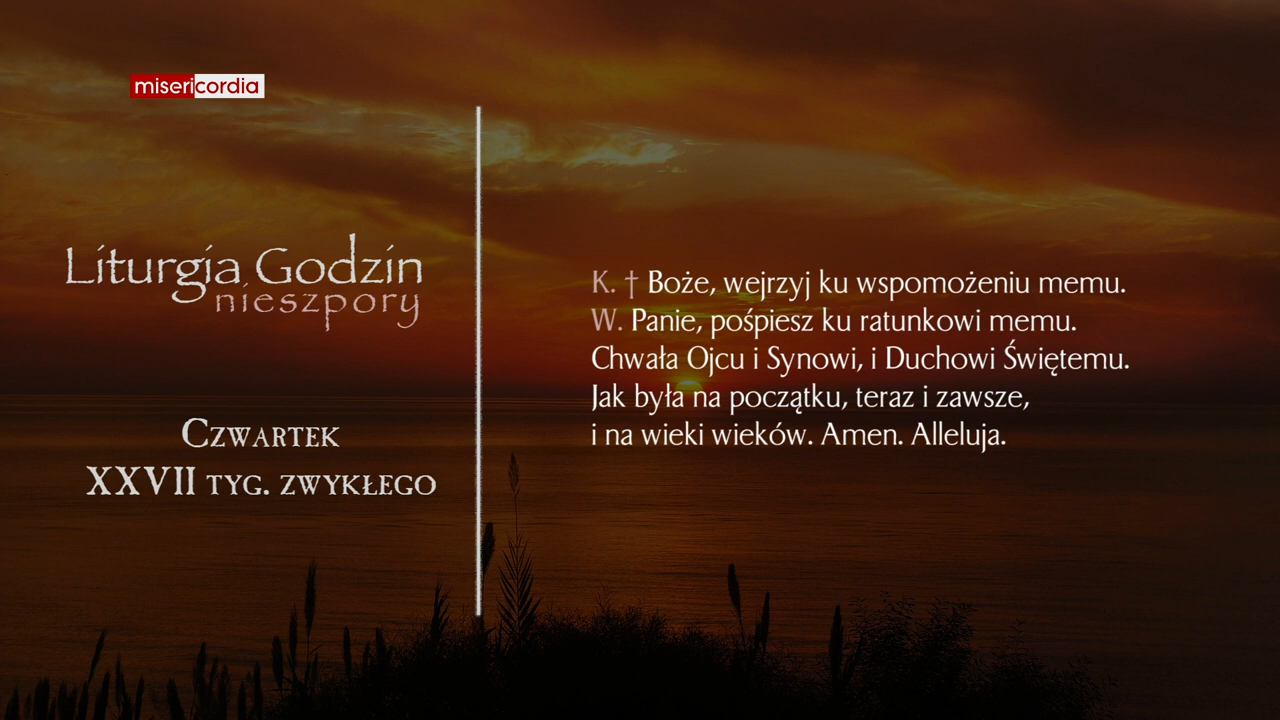 misericordia
Liturgia Godzin
nieszpory
Czwartek
XXVII tyg. zwykłego
K. † Boże, wejrzyj ku wspomożeniu memu.
W. Panie, pośpiesz ku ratunkowi memu.
Chwała Ojcu i Synowi, i Duchowi Świętemu.
Jak była na początku, teraz i zawsze,
i na wieki wieków. Amen. Alleluja.